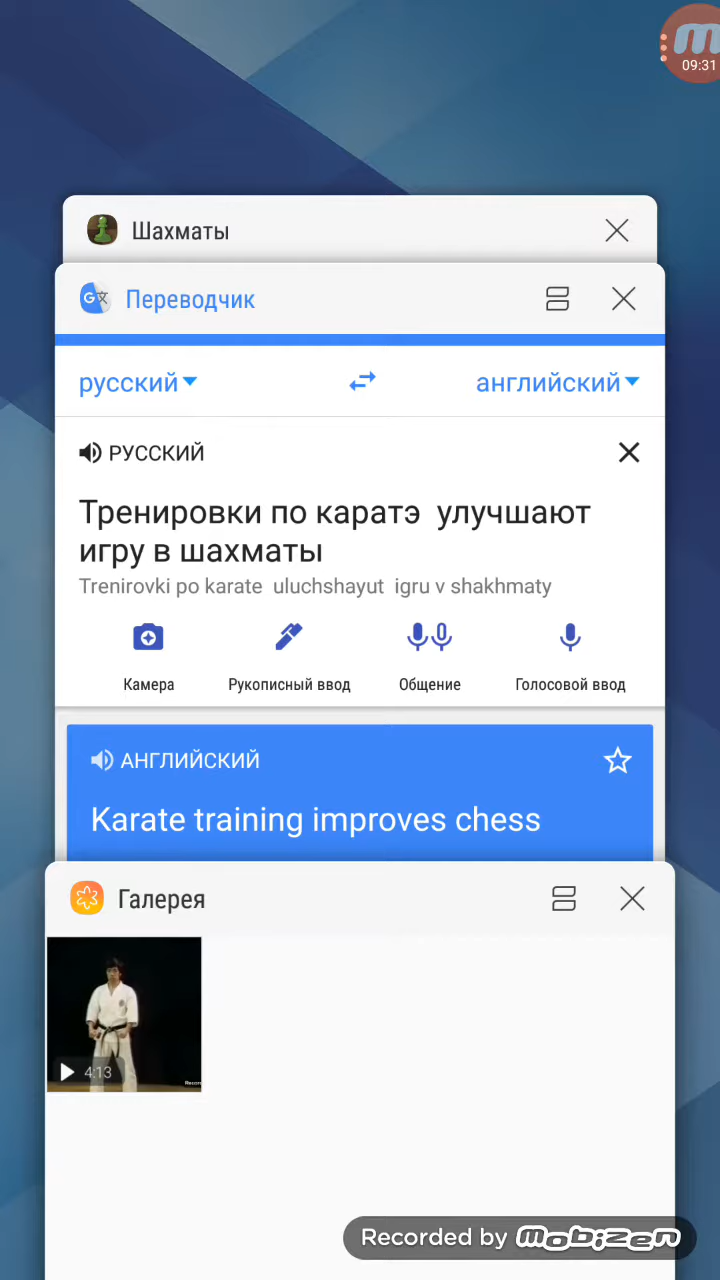 09:31
Шахматы
Переводчик
русский
английский
РУССКИЙ
Тренировки по каратэ улучшают
игру в шахматы
Trenirovki po karate uluchshayut igru v shakhmaty
Камера
Рукописный ввод
Общение
Голосовой ввод
АНГЛИЙСКИЙ
Karate training improves chess
Галерея
4:13
Recorded by mobizen